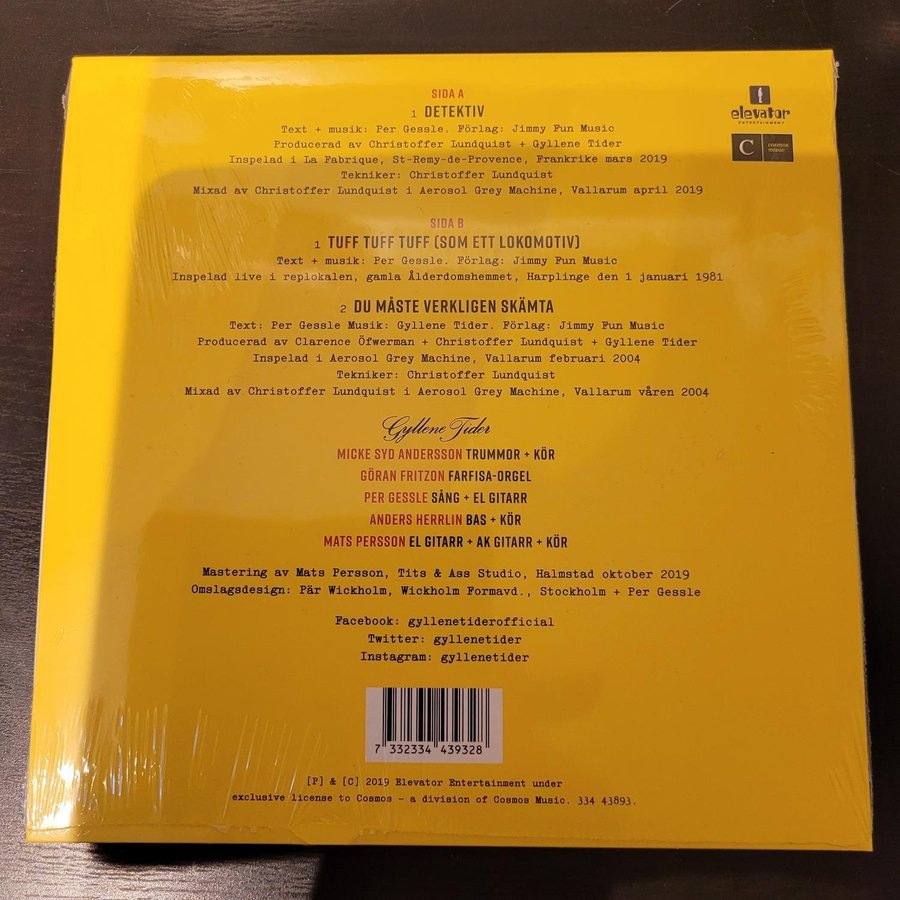 SIDA A
1 DETEKTIV
Text + musik: Per Gessle. Förlag: Jimmy Fun Music
Producerad av Christoffer Lundquist + Gyllene Tider
Inspelad i La Fabrique, St-Remy-de-Provence, Frankrike mars 2019
Tekniker: Christoffer Lundquist
Mixad av Christoffer Lundquist i Aerosol Grey Machine, Vallarum april 2019
elevator
ENTERTAINMENT
C cosmos music
SIDA B
1 TUFF TUFF TUFF (SOM ETT LOKOMOTIV)
Text + musik: Per Gessle. Förlag: Jimmy Fun Music
Inspelad live i replokalen, gamla Ålderdomshemmet, Harplinge den 1 januari 1981
2 DU MÅSTE VERKLIGEN SKÄMTA
Text: Per Gessle Musik: Gyllene Tider. Förlag: Jimmy Fun Music
Producerad av Clarence Öfwerman + Christoffer Lundquist + Gyllene Tider
Inspelad i Aerosol Grey Machine, Vallarum februari 2004
Tekniker: Christoffer Lundquist
Mixad av Christoffer Lundquist i Aerosol Grey Machine, Vallarum våren 2004
Gyllene Tider
MICKE SYD ANDERSSON TRUMMOR + KÖR
GÖRAN FRITZON FARFISA-ORGEL
PER GESSLE SÅNG + EL GITARR
ANDERS HERRLIN BAS + KÖR
MATS PERSSON EL GITARR + AK GITARR + KÖR
Mastering av Mats Persson, Tits & Ass Studio, Halmstad oktober 2019
Omslagsdesign: Pär Wickholm, Wickholm Formavd., Stockholm + Per Gessle
Facebook: gyllenetiderofficial
Twitter: gyllenetider
Instagram: gyllenetider
7 332334 439328
[P] & [C] 2019 Elevator Entertainment under
exclusive license to Cosmos – a division of Cosmos Music. 334 43893.